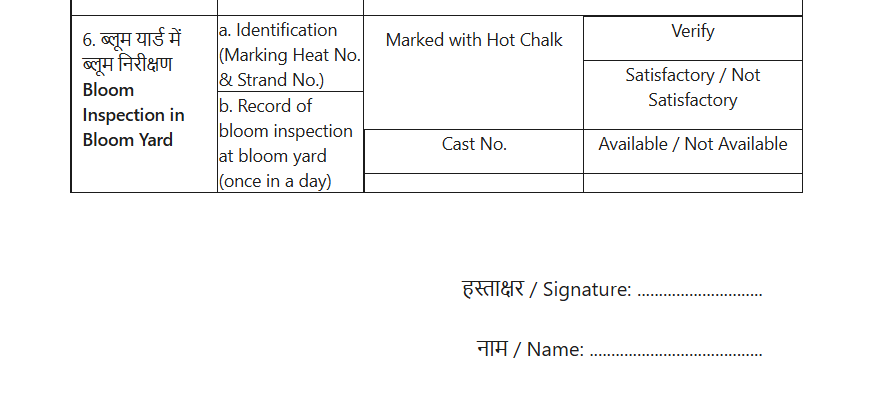 6. ब्लूम यार्ड में
ब्लूम निरीक्षण
Bloom
Inspection in
Bloom Yard
a. Identification
(Marking Heat No.
& Strand No.)
Marked with Hot Chalk
Verify
Satisfactory / Not
Satisfactory
b. Record of
bloom inspection
at bloom yard
(once in a day)
Cast No.
Available / Not Available
हस्ताक्षर / Signature: .............................
नाम / Name: ........................................